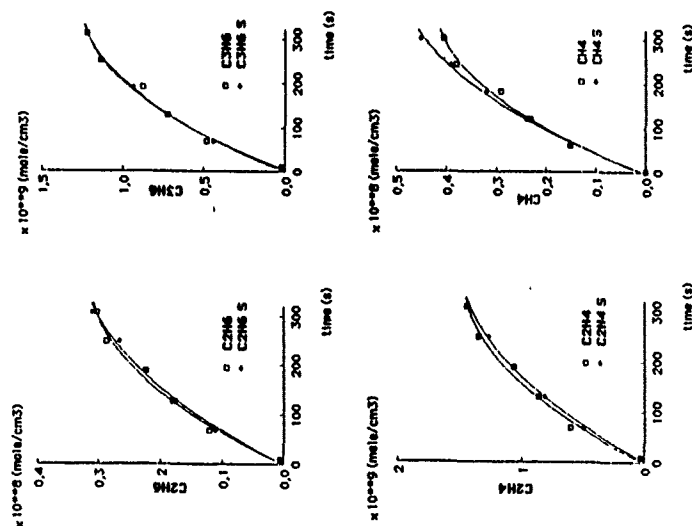 x 10**8 (mole/cm3)
0,4
0,3
0,2
0,1
0,0
C2H6
C2H6
C2H6 S
0
100
200
300
time (s)
x 10**9 (mole/cm3)
1,5
1,0
0,5
0,0
C3H6
C3H6
C3H6 S
0
100
200
300
time (s)
x 10**9 (mole/cm3)
2
1
0
C2H4
C2H4
C2H4 S
0
100
200
300
time (s)
x 10**8 (mole/cm3)
0,5
0,4
0,3
0,2
0,1
0,0
CH4
CH4
CH4 S
0
100
200
300
time (s)